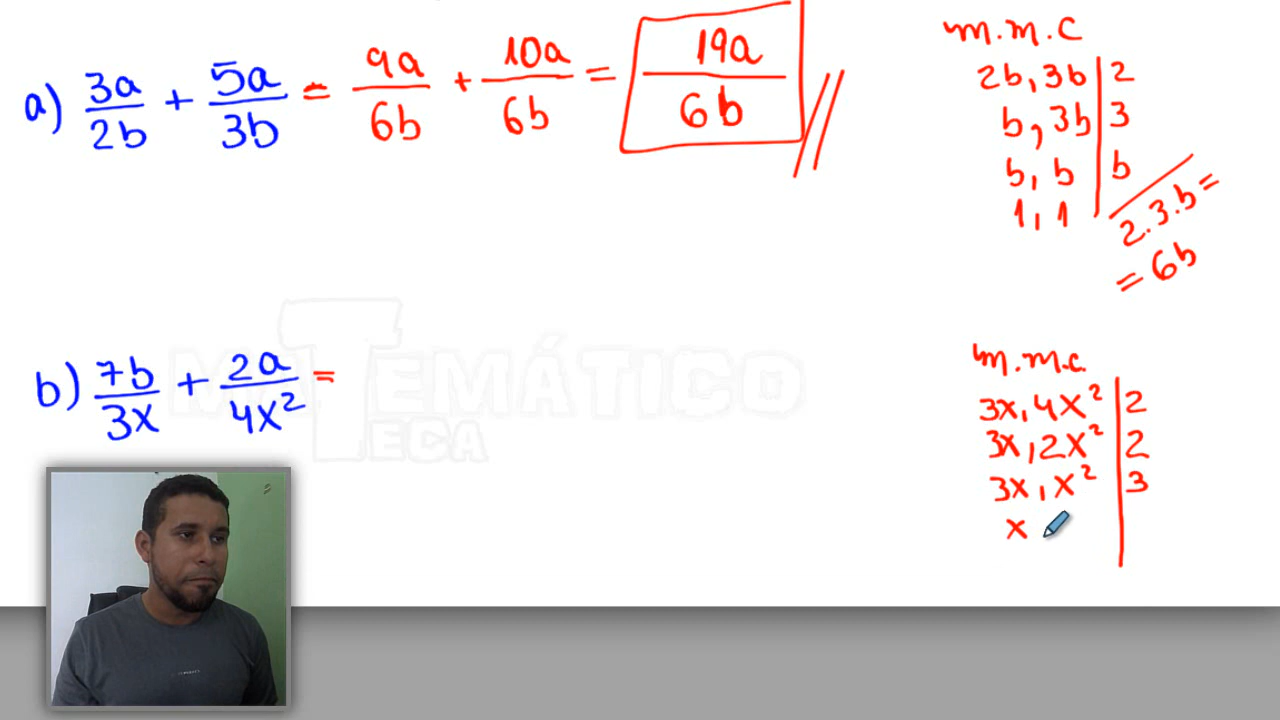 a) 3a/2b + 5a/3b = 9a/6b + 10a/6b = 19a/6b //
m.m.c
2b, 3b | 2
b, 3b | 3
b, b | b
1, 1 | 2.3.b =
= 6b
b) 7b/3x + 2a/4x² =
MATEMÁTICO
TECA
m.m.c.
3x, 4x² | 2
3x, 2x² | 2
3x, x² | 3
x